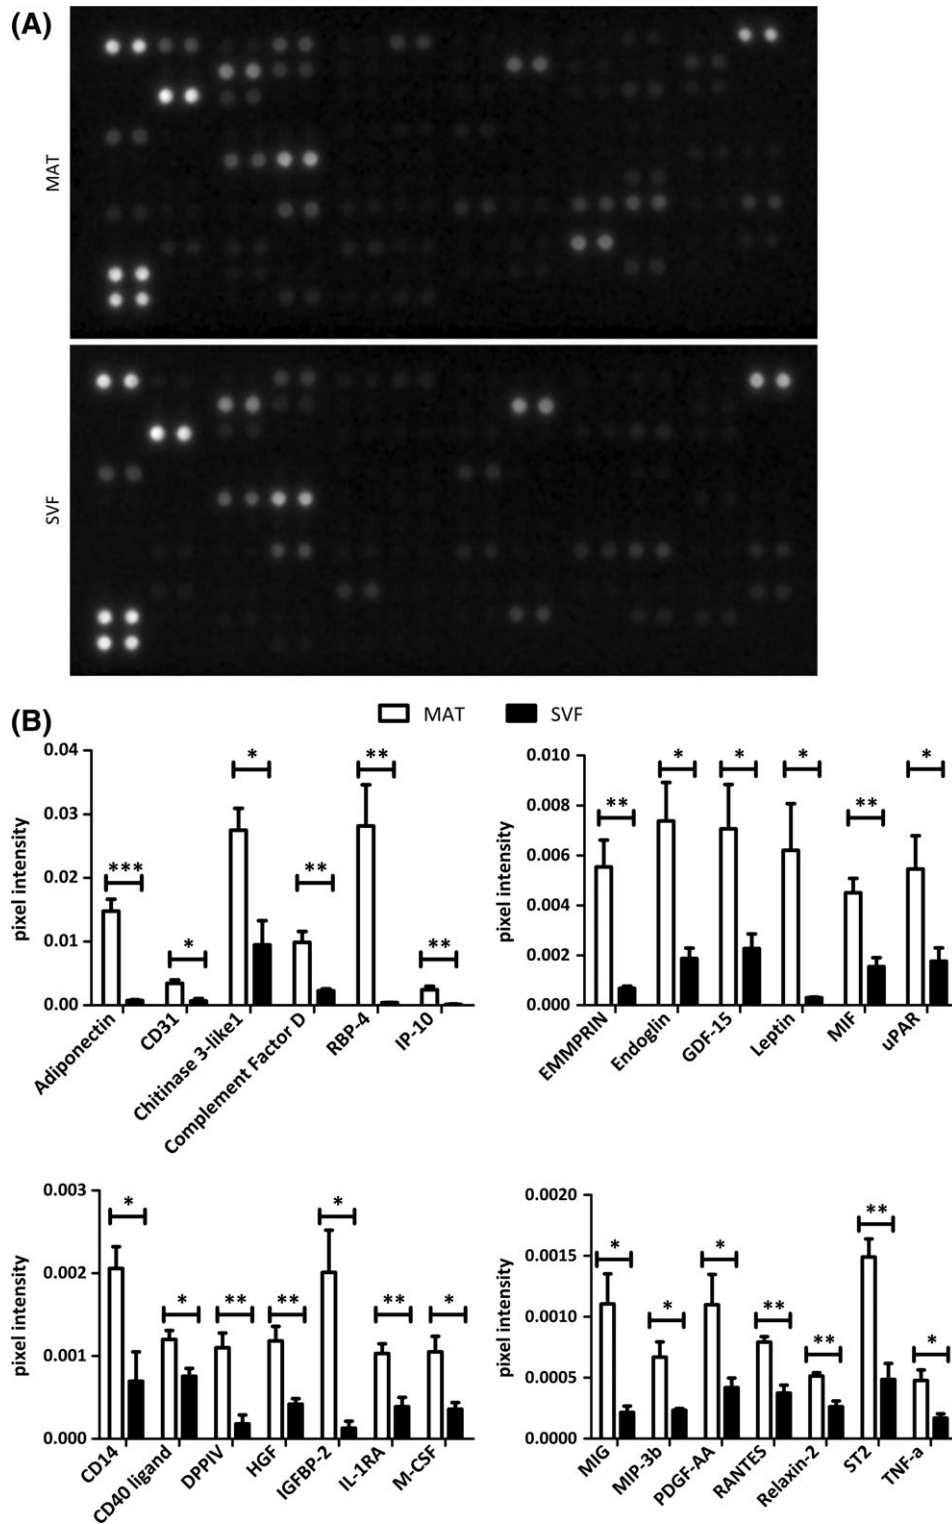 (A)
MAT
SVF
(B)
MAT SVF
0.04
0.03
0.02
0.01
0.00
pixel intensity
***
*
*
**
**
**
Adiponectin
CD31
Chitinase 3-like1
Complement Factor D
RBP-4
IP-10
0.010
0.008
0.006
0.004
0.002
0.000
pixel intensity
**
*
*
*
**
*
EMMPRIN
Endoglin
GDF-15
Leptin
MIF
uPAR
0.003
0.002
0.001
0.000
pixel intensity
*
*
**
**
*
**
*
CD14
CD40 ligand
DPPIV
HGF
IGFBP-2
IL-1RA
M-CSF
0.0020
0.0015
0.0010
0.0005
0.0000
pixel intensity
*
*
*
**
**
**
*
MIG
MIP-3b
PDGF-AA
RANTES
Relaxin-2
ST2
TNF-a